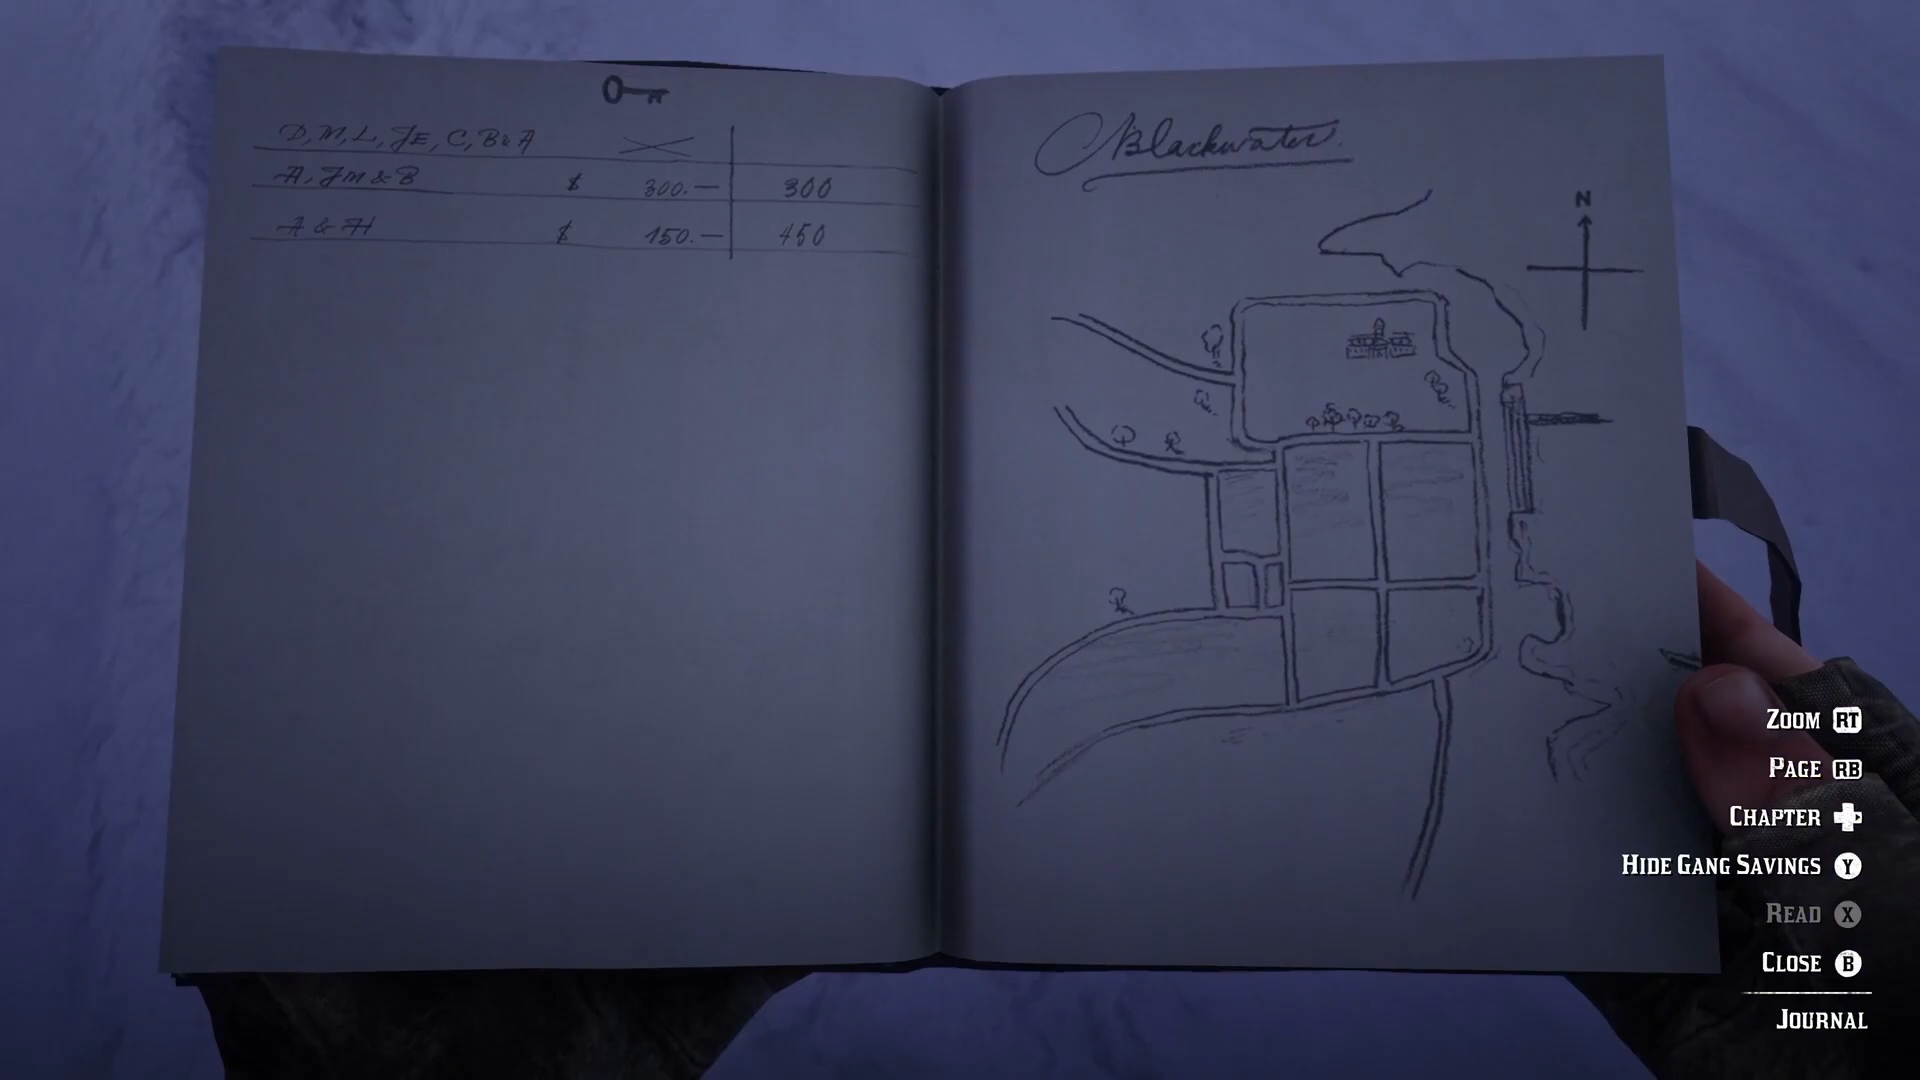 D, M, L, JE, C, B & A
A, JM & B $ 300.— 300
A & H $ 150.— 450
Blackwater.
N
ZOOM RT
PAGE RB
CHAPTER
HIDE GANG SAVINGS Y
READ X
CLOSE B
JOURNAL